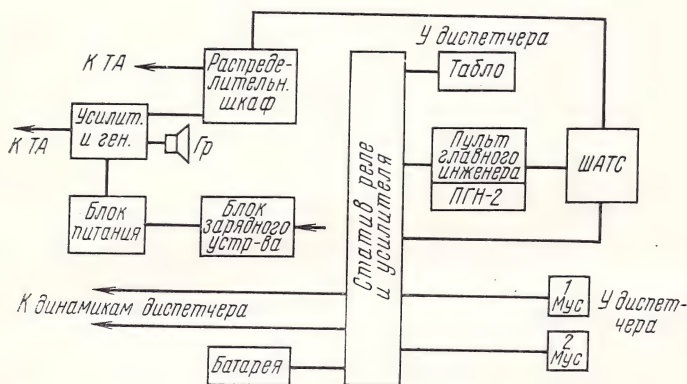 У диспетчера
К ТА
Распреде-
лительн.
шкаф
Табло
Усилит.
и ген.
Гр
К ТА
Пульт
главного
инженера
ПГН-2
ШАТС
Статив реле
и усилителя
Блок
питания
Блок
зарядного
устр-ва
К динамикам диспетчера
1
Мус
У диспет-
чера
2
Мус
Батарея